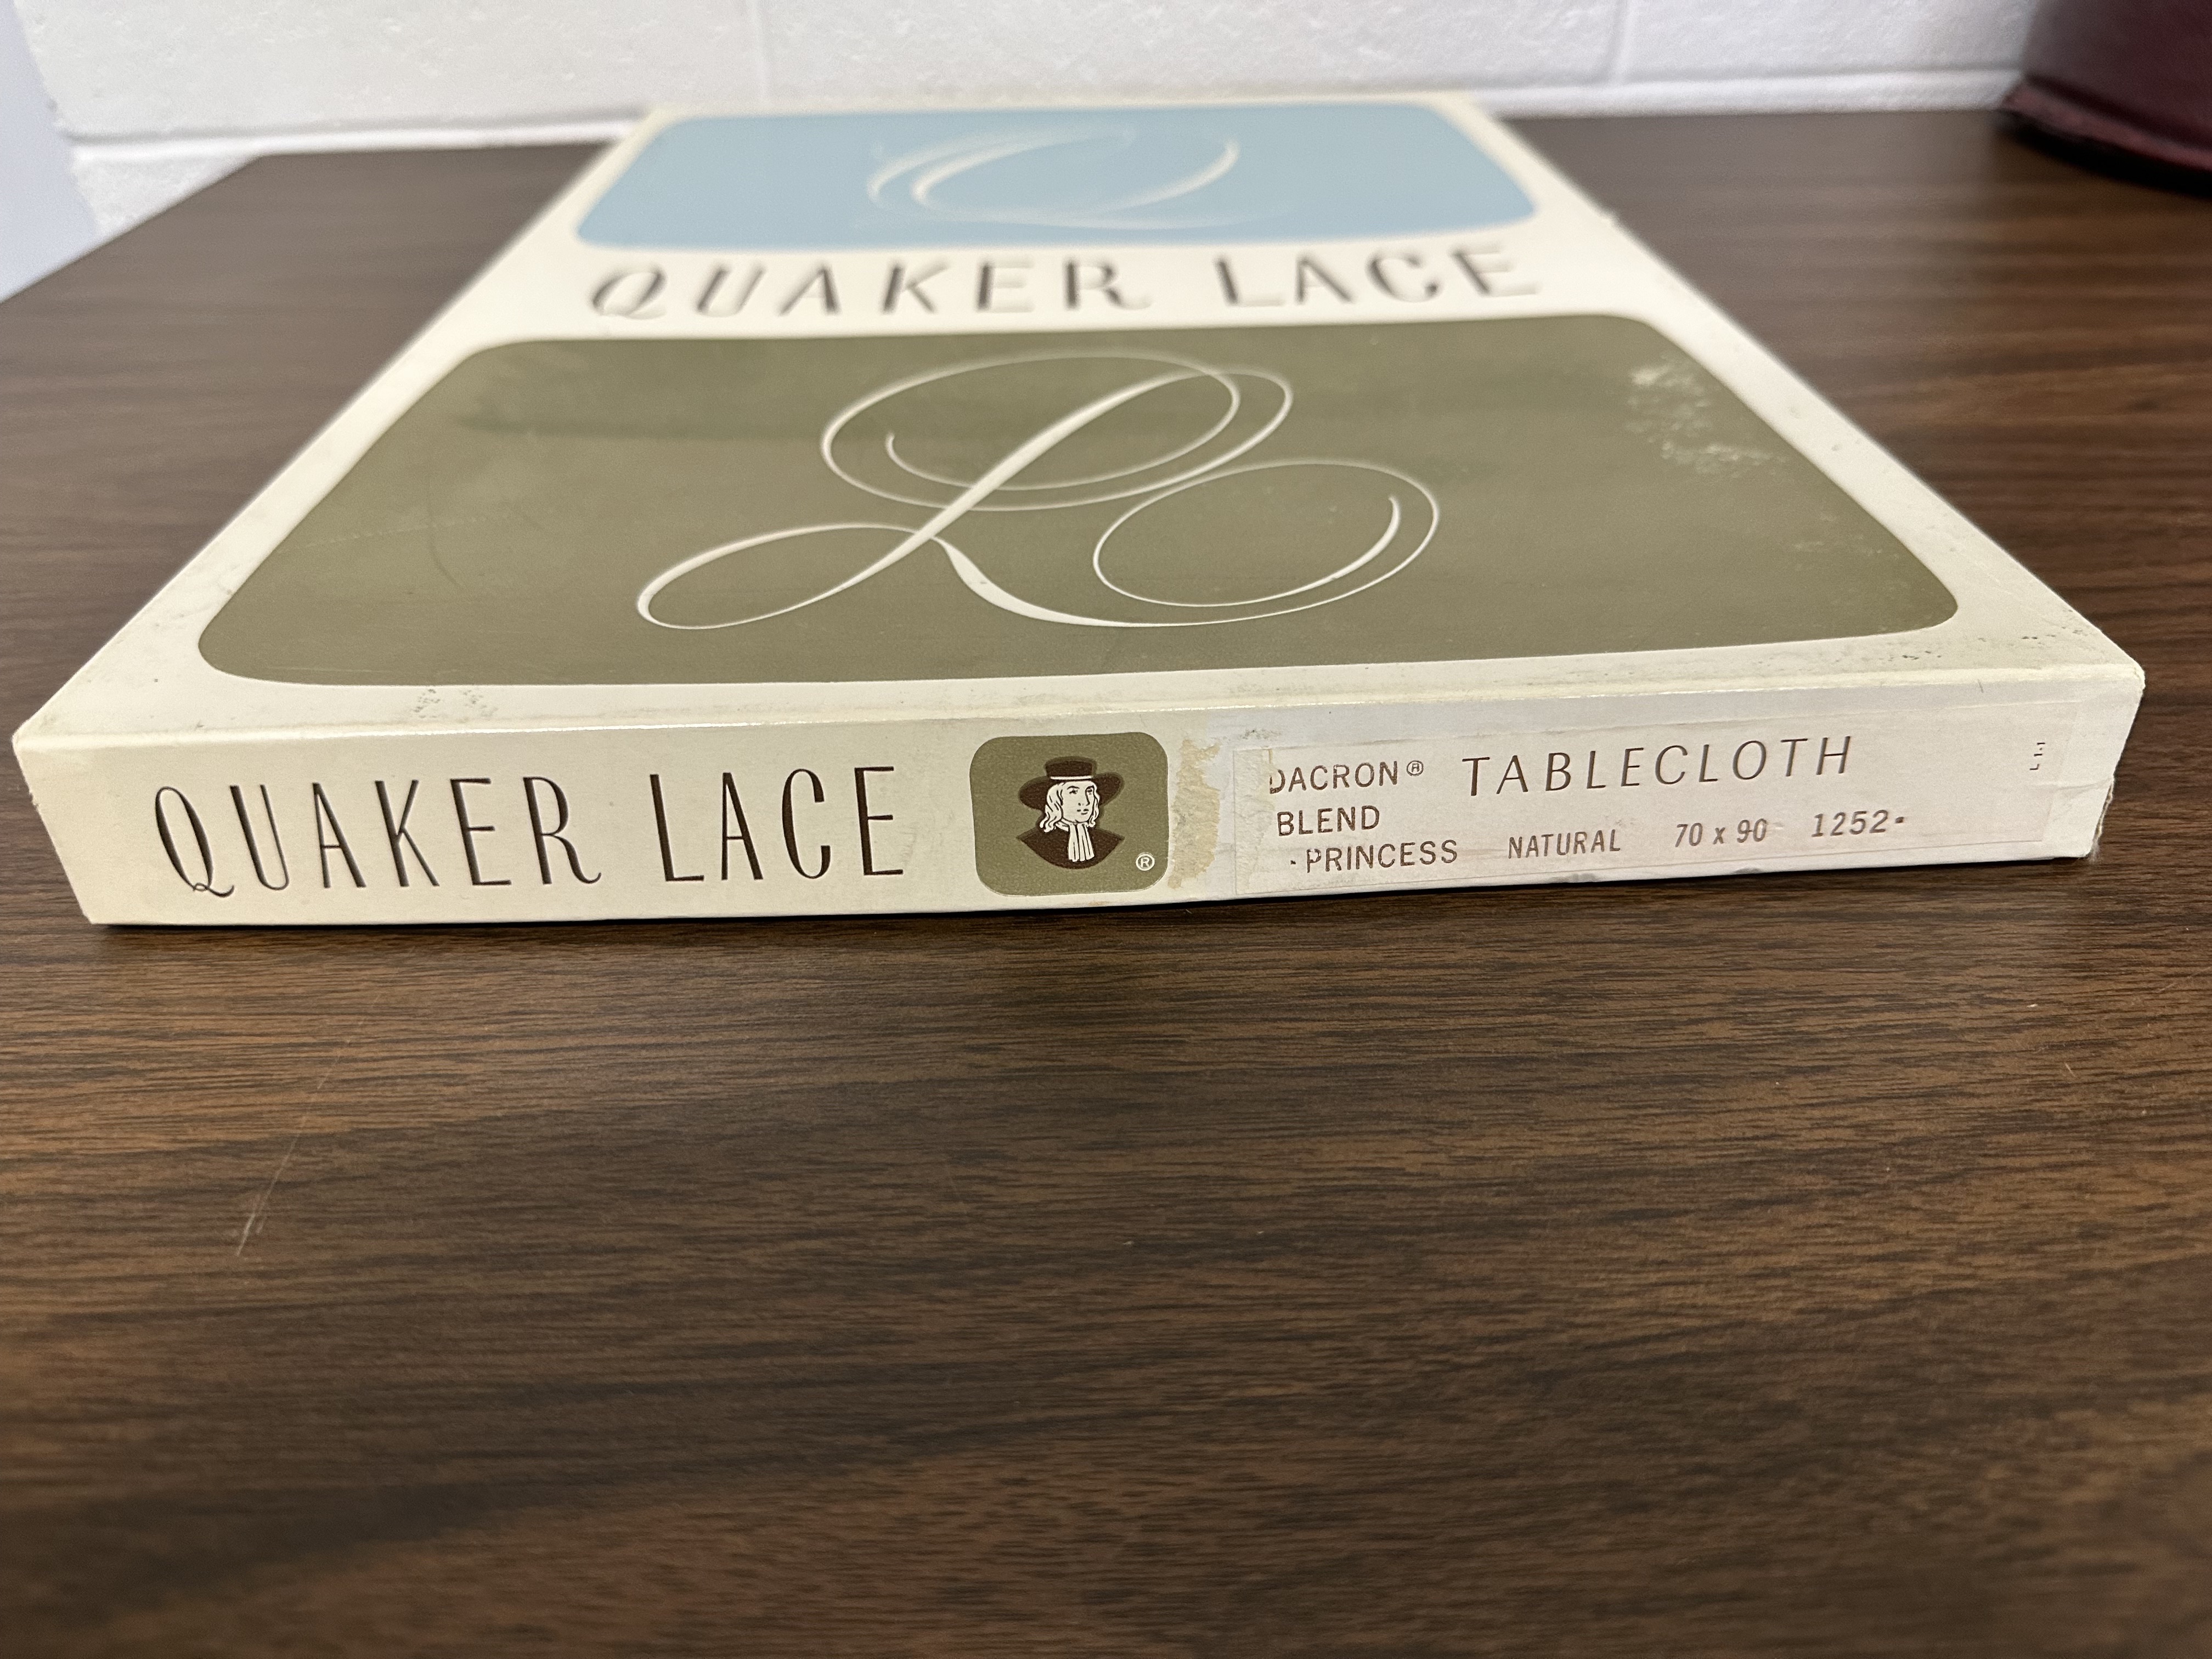 Q
QUAKER LACE
L
QUAKER LACE
®
DACRON® TABLECLOTH
BLEND
·PRINCESS NATURAL 70 x 90 1252·